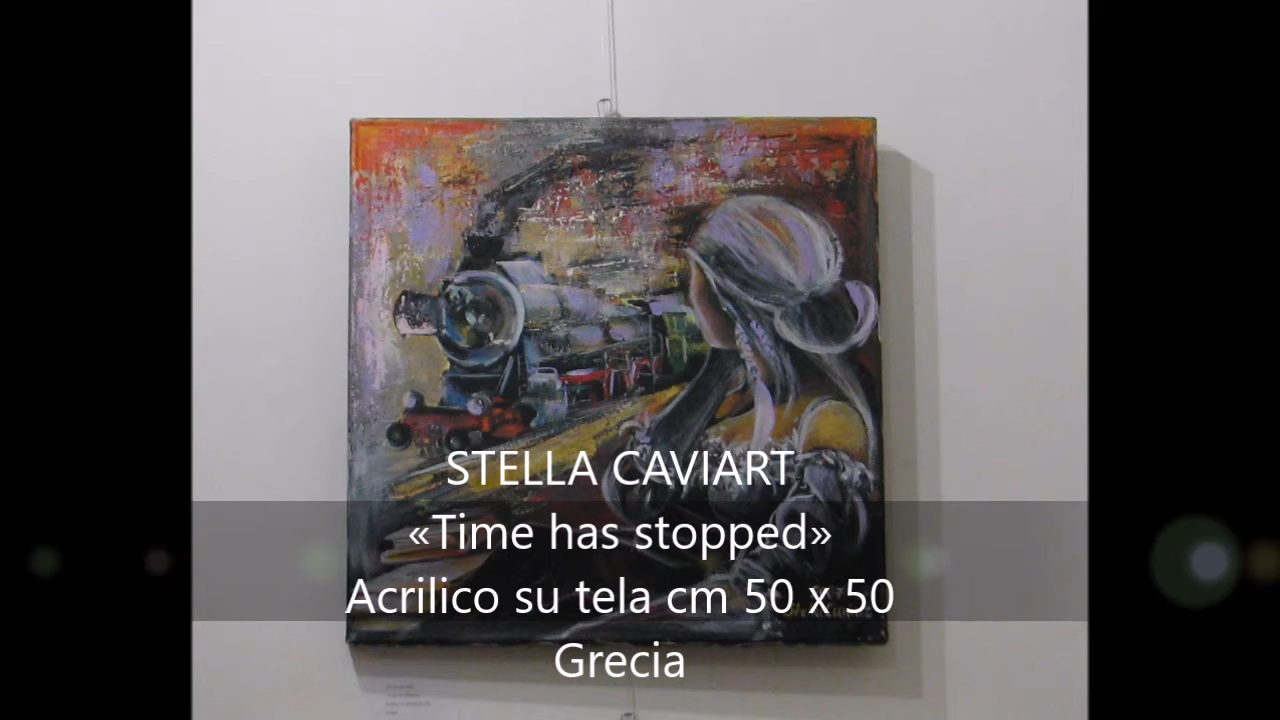 STELLA CAVIART
«Time has stopped»
Acrilico su tela cm 50 x 50
Grecia